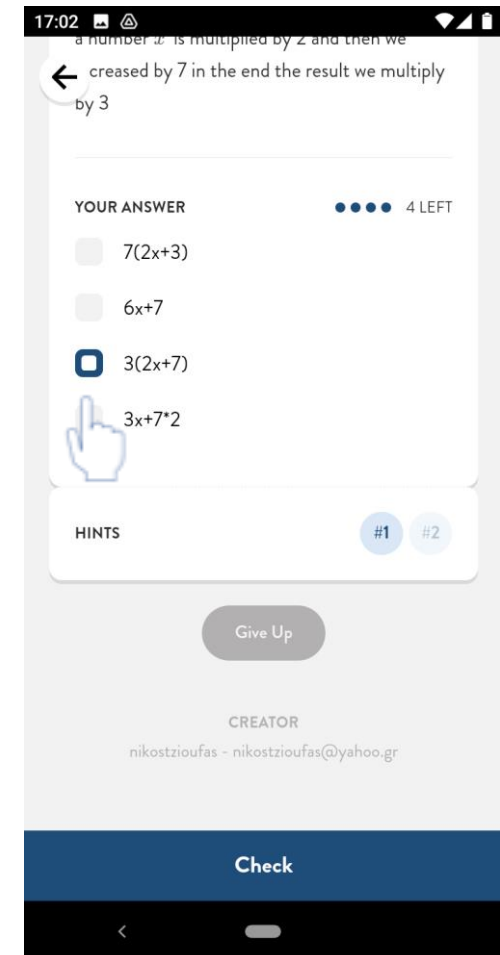 17:02
a number x is multiplied by 2 and then we
creased by 7 in the end the result we multiply
by 3
YOUR ANSWER
4 LEFT
7(2x+3)
6x+7
3(2x+7)
3x+7*2
HINTS
#1 #2
Give Up
CREATOR
nikostzioufas - nikostzioufas@yahoo.gr
Check